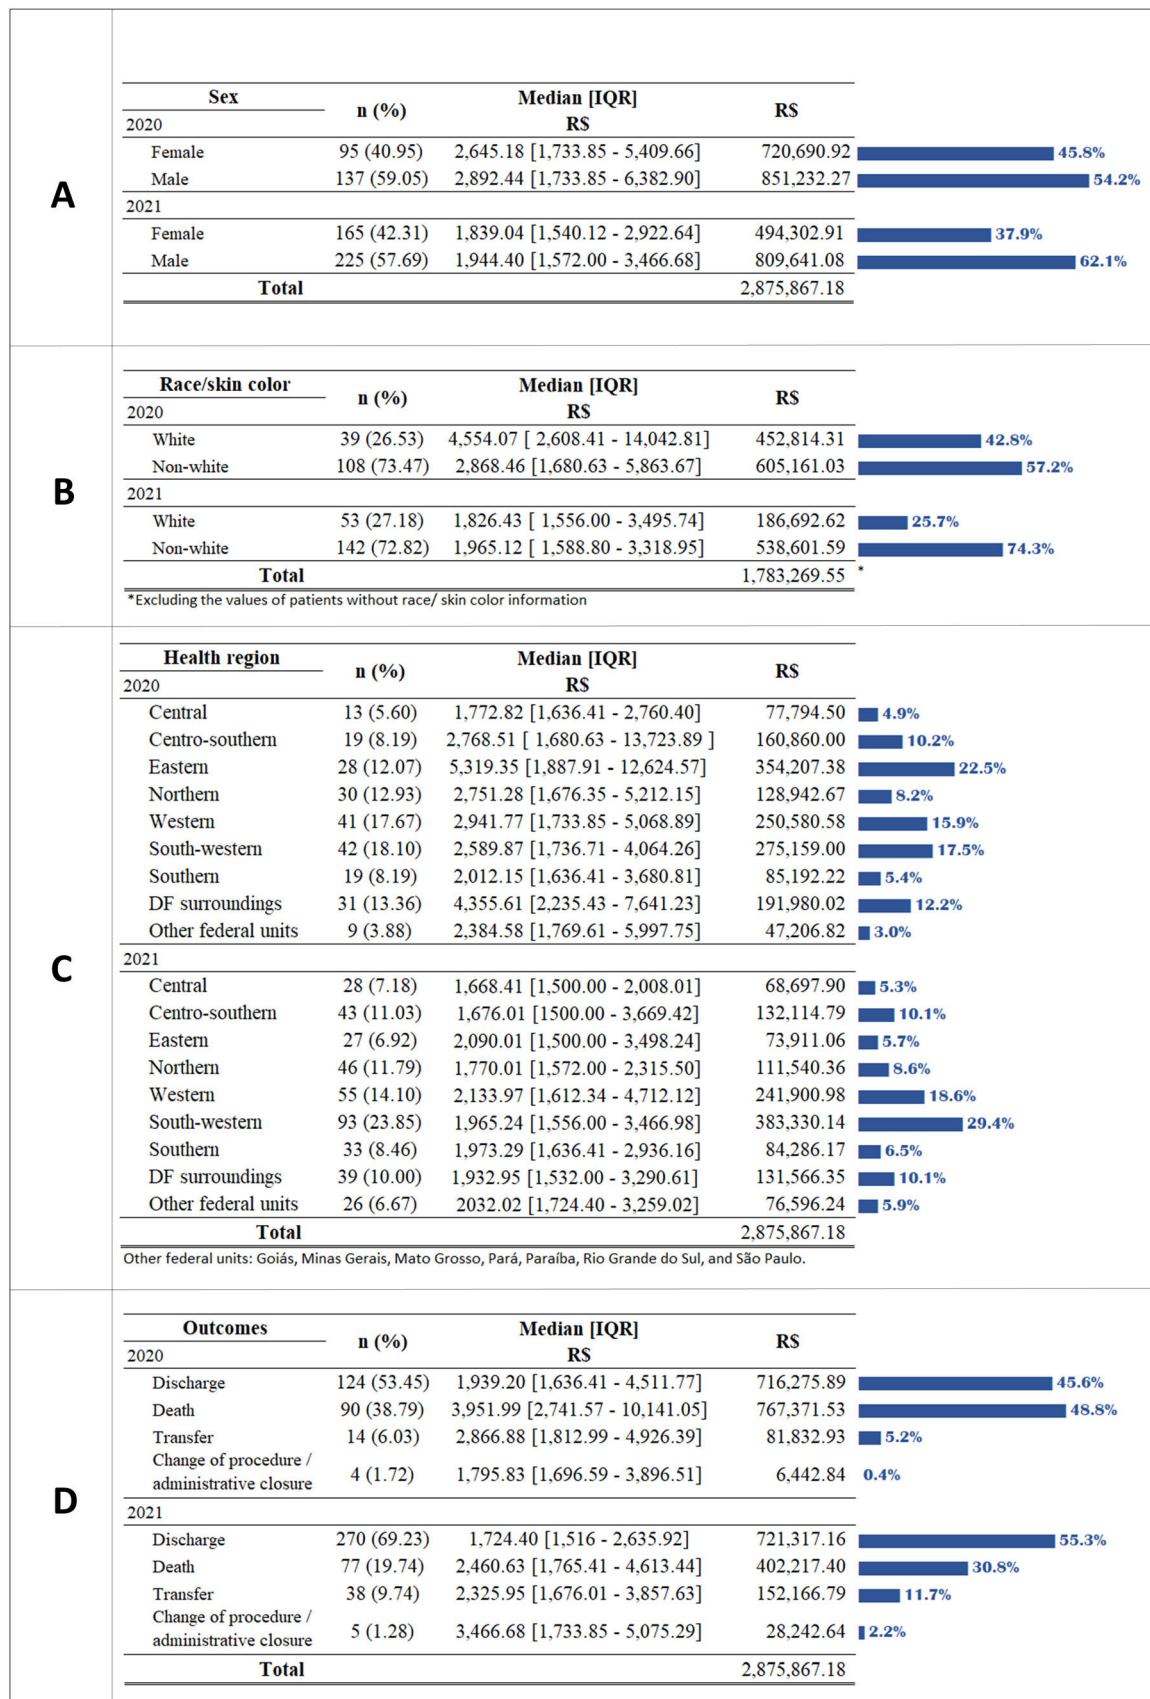 A
Sex n (%) Median [IQR] R$ R$
2020
Female 95 (40.95) 2,645.18 [1,733.85 - 5,409.66] 720,690.92 45.8%
Male 137 (59.05) 2,892.44 [1,733.85 - 6,382.90] 851,232.27 54.2%
2021
Female 165 (42.31) 1,839.04 [1,540.12 - 2,922.64] 494,302.91 37.9%
Male 225 (57.69) 1,944.40 [1,572.00 - 3,466.68] 809,641.08 62.1%
Total 2,875,867.18
B
Race/skin color n (%) Median [IQR] R$ R$
2020
White 39 (26.53) 4,554.07 [ 2,608.41 - 14,042.81] 452,814.31 42.8%
Non-white 108 (73.47) 2,868.46 [1,680.63 - 5,863.67] 605,161.03 57.2%
2021
White 53 (27.18) 1,826.43 [ 1,556.00 - 3,495.74] 186,692.62 25.7%
Non-white 142 (72.82) 1,965.12 [ 1,588.80 - 3,318.95] 538,601.59 74.3%
Total 1,783,269.55 *
*Excluding the values of patients without race/ skin color information
C
Health region n (%) Median [IQR] R$ R$
2020
Central 13 (5.60) 1,772.82 [1,636.41 - 2,760.40] 77,794.50 4.9%
Centro-southern 19 (8.19) 2,768.51 [ 1,680.63 - 13,723.89 ] 160,860.00 10.2%
Eastern 28 (12.07) 5,319.35 [1,887.91 - 12,624.57] 354,207.38 22.5%
Northern 30 (12.93) 2,751.28 [1,676.35 - 5,212.15] 128,942.67 8.2%
Western 41 (17.67) 2,941.77 [1,733.85 - 5,068.89] 250,580.58 15.9%
South-western 42 (18.10) 2,589.87 [1,736.71 - 4,064.26] 275,159.00 17.5%
Southern 19 (8.19) 2,012.15 [1,636.41 - 3,680.81] 85,192.22 5.4%
DF surroundings 31 (13.36) 4,355.61 [2,235.43 - 7,641.23] 191,980.02 12.2%
Other federal units 9 (3.88) 2,384.58 [1,769.61 - 5,997.75] 47,206.82 3.0%
2021
Central 28 (7.18) 1,668.41 [1,500.00 - 2,008.01] 68,697.90 5.3%
Centro-southern 43 (11.03) 1,676.01 [1500.00 - 3,669.42] 132,114.79 10.1%
Eastern 27 (6.92) 2,090.01 [1,500.00 - 3,498.24] 73,911.06 5.7%
Northern 46 (11.79) 1,770.01 [1,572.00 - 2,315.50] 111,540.36 8.6%
Western 55 (14.10) 2,133.97 [1,612.34 - 4,712.12] 241,900.98 18.6%
South-western 93 (23.85) 1,965.24 [1,556.00 - 3,466.98] 383,330.14 29.4%
Southern 33 (8.46) 1,973.29 [1,636.41 - 2,936.16] 84,286.17 6.5%
DF surroundings 39 (10.00) 1,932.95 [1,532.00 - 3,290.61] 131,566.35 10.1%
Other federal units 26 (6.67) 2032.02 [1,724.40 - 3,259.02] 76,596.24 5.9%
Total 2,875,867.18
Other federal units: Goiás, Minas Gerais, Mato Grosso, Pará, Paraíba, Rio Grande do Sul, and São Paulo.
D
Outcomes n (%) Median [IQR] R$ R$
2020
Discharge 124 (53.45) 1,939.20 [1,636.41 - 4,511.77] 716,275.89 45.6%
Death 90 (38.79) 3,951.99 [2,741.57 - 10,141.05] 767,371.53 48.8%
Transfer 14 (6.03) 2,866.88 [1,812.99 - 4,926.39] 81,832.93 5.2%
Change of procedure /
administrative closure 4 (1.72) 1,795.83 [1,696.59 - 3,896.51] 6,442.84 0.4%
2021
Discharge 270 (69.23) 1,724.40 [1,516 - 2,635.92] 721,317.16 55.3%
Death 77 (19.74) 2,460.63 [1,765.41 - 4,613.44] 402,217.40 30.8%
Transfer 38 (9.74) 2,325.95 [1,676.01 - 3,857.63] 152,166.79 11.7%
Change of procedure /
administrative closure 5 (1.28) 3,466.68 [1,733.85 - 5,075.29] 28,242.64 2.2%
Total 2,875,867.18